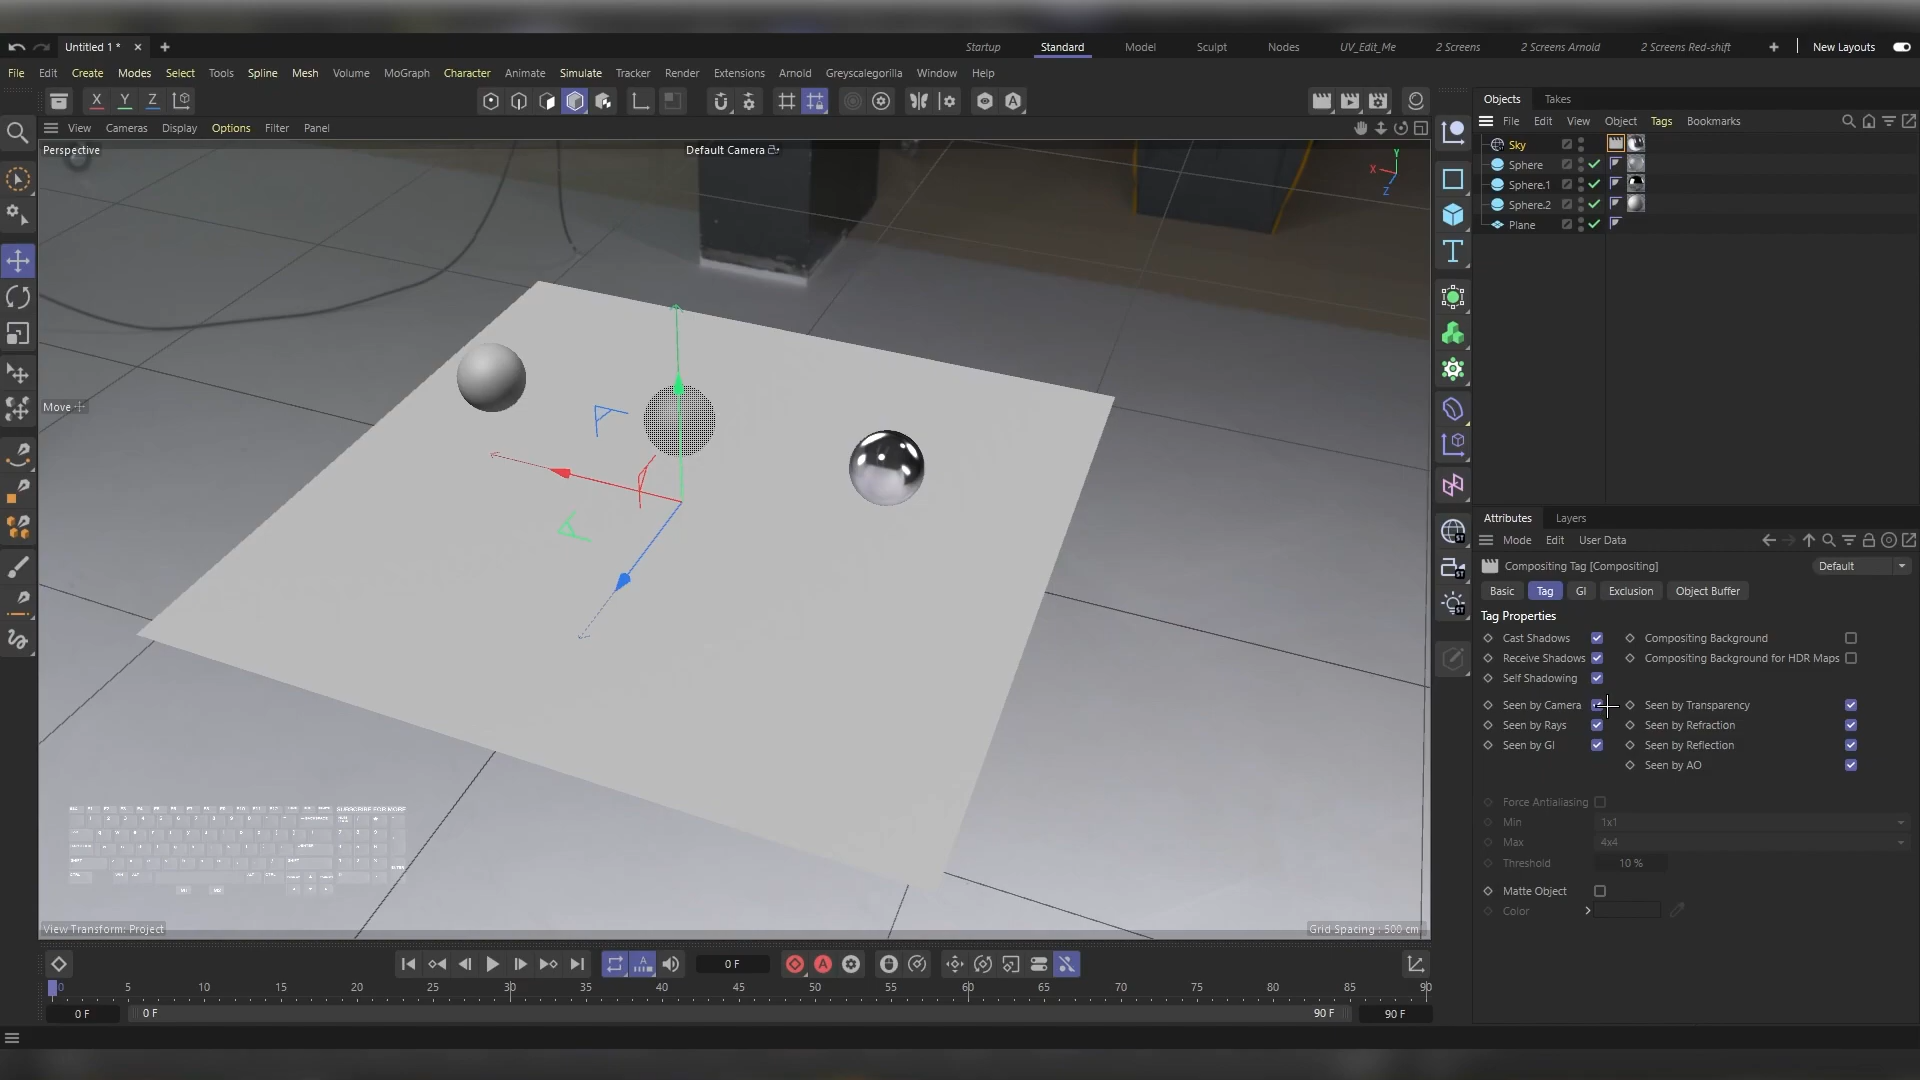 Untitled 1 *
Startup
Standard
Model
Sculpt
Nodes
UV_Edit_Me
2 Screens
2 Screens Arnold
2 Screens Red-shift
New Layouts
File Edit Create Modes Select Tools Spline Mesh Volume MoGraph Character Animate Simulate Tracker Render Extensions Arnold Greyscalegorilla Window Help
X Y Z
Objects Takes
View Cameras Display Options Filter Panel
File Edit View Object Tags Bookmarks
Perspective
Default Camera
Y
X
Z
Sky
Sphere
Sphere.1
Sphere.2
Plane
Move
Attributes Layers
Mode Edit User Data
Compositing Tag [Compositing]
Default
Basic Tag GI Exclusion Object Buffer
Tag Properties
Cast Shadows
Compositing Background
Receive Shadows
Compositing Background for HDR Maps
Self Shadowing
Seen by Camera
Seen by Transparency
Seen by Rays
Seen by Refraction
Seen by GI
Seen by Reflection
Seen by AO
Force Antialiasing
Min 1x1
Max 4x4
Threshold 10 %
Matte Object
Color
SUBSCRIBE FOR MORE
View Transform: Project
Grid Spacing : 500 cm
0 F
0 5 10 15 20 25 30 35 40 45 50 55 60 65 70 75 80 85 90
0 F 0 F 90 F 90 F